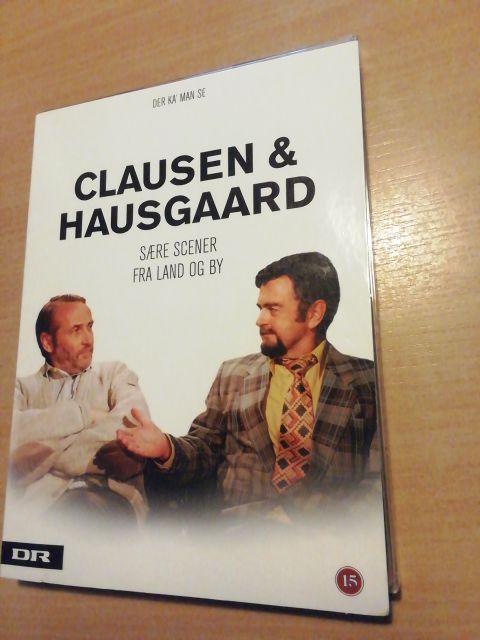 DER KA' MAN SE
CLAUSEN &
HAUSGAARD
SÆRE SCENER
FRA LAND OG BY
DR
15